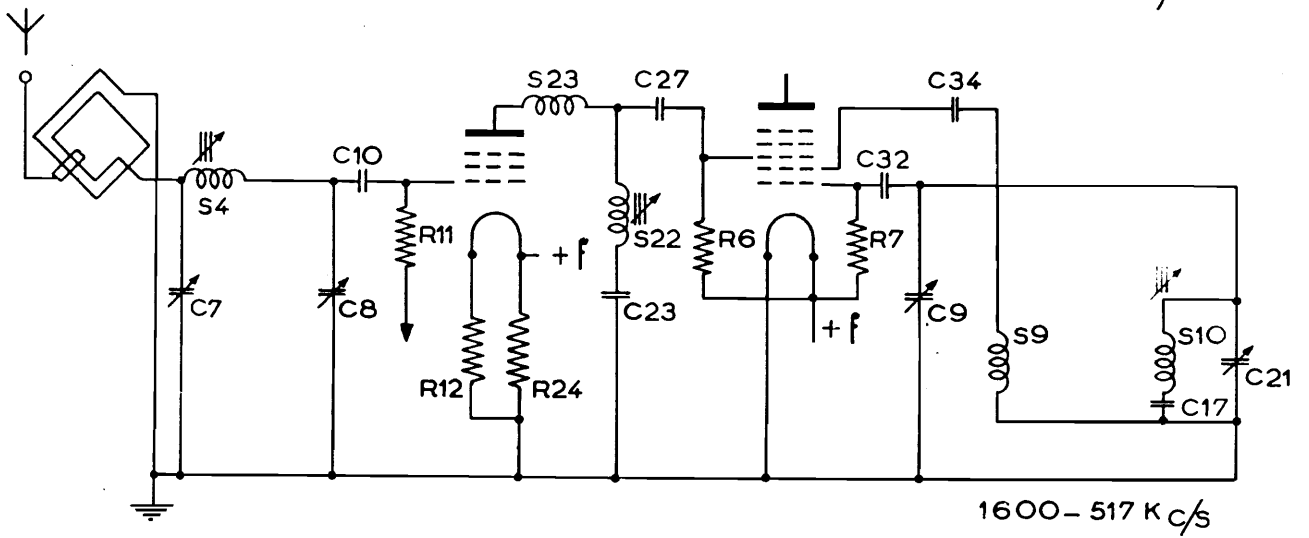 S23
C27
C34
C10
C32
S4
R11
+ F
S22
R6
R7
C7
C8
C23
+ F
C9
S9
S10
R12
R24
C17
C21
1600 – 517 K C/S